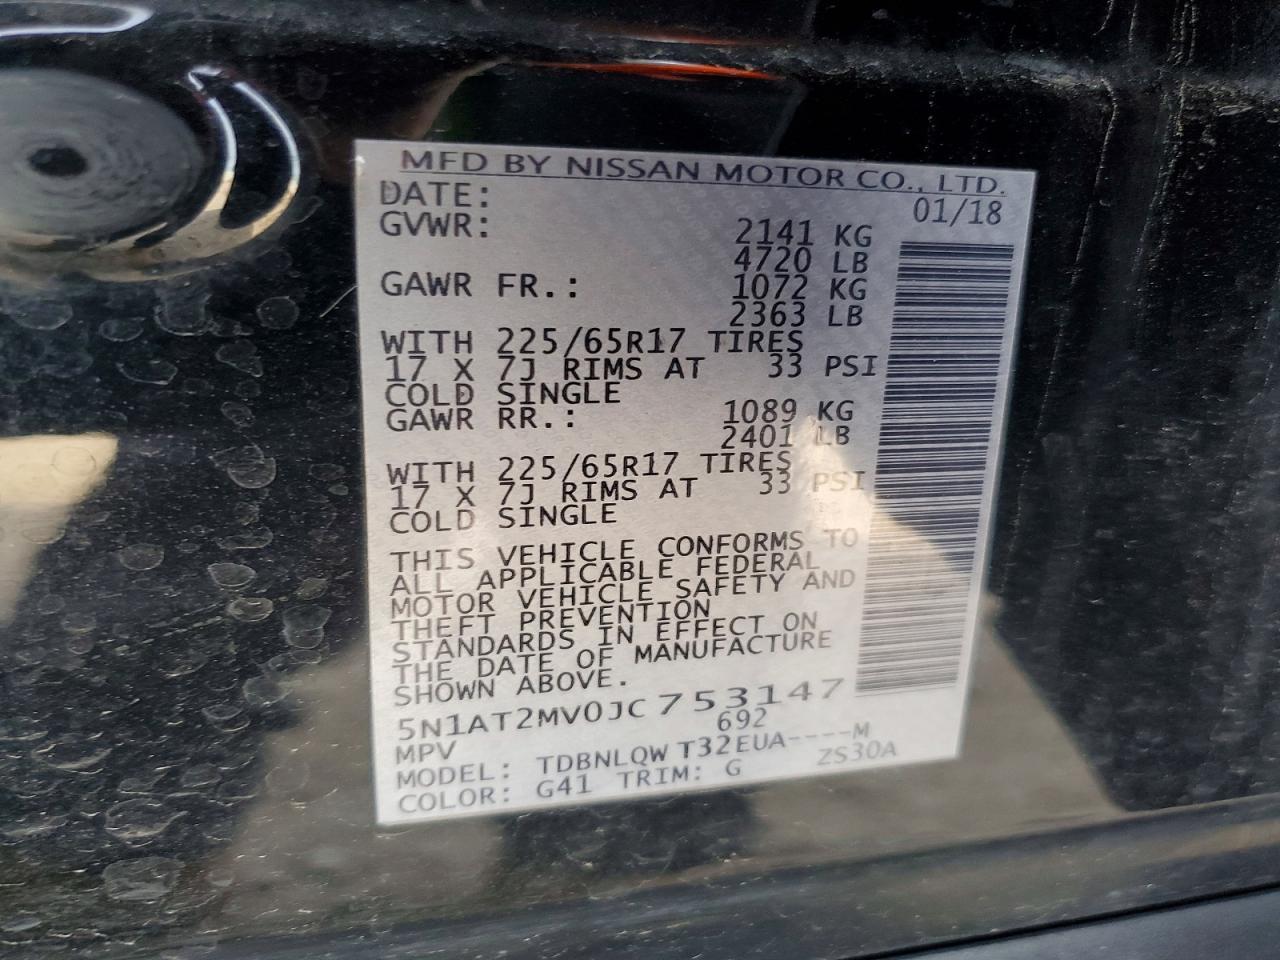 MFD BY NISSAN MOTOR CO., LTD.
DATE: 01/18
GVWR: 2141 KG
4720 LB
GAWR FR.: 1072 KG
2363 LB
WITH 225/65R17 TIRES
17 X 7J RIMS AT 33 PSI
COLD SINGLE
GAWR RR.: 1089 KG
2401 LB
WITH 225/65R17 TIRES
17 X 7J RIMS AT 33 PSI
COLD SINGLE
THIS VEHICLE CONFORMS TO
ALL APPLICABLE FEDERAL
MOTOR VEHICLE SAFETY AND
THEFT PREVENTION
STANDARDS IN EFFECT ON
THE DATE OF MANUFACTURE
SHOWN ABOVE.
5N1AT2MV0JC753147
MPV 692
MODEL: TDBNLQW T32EUA----M
COLOR: G41 TRIM: G ZS30A